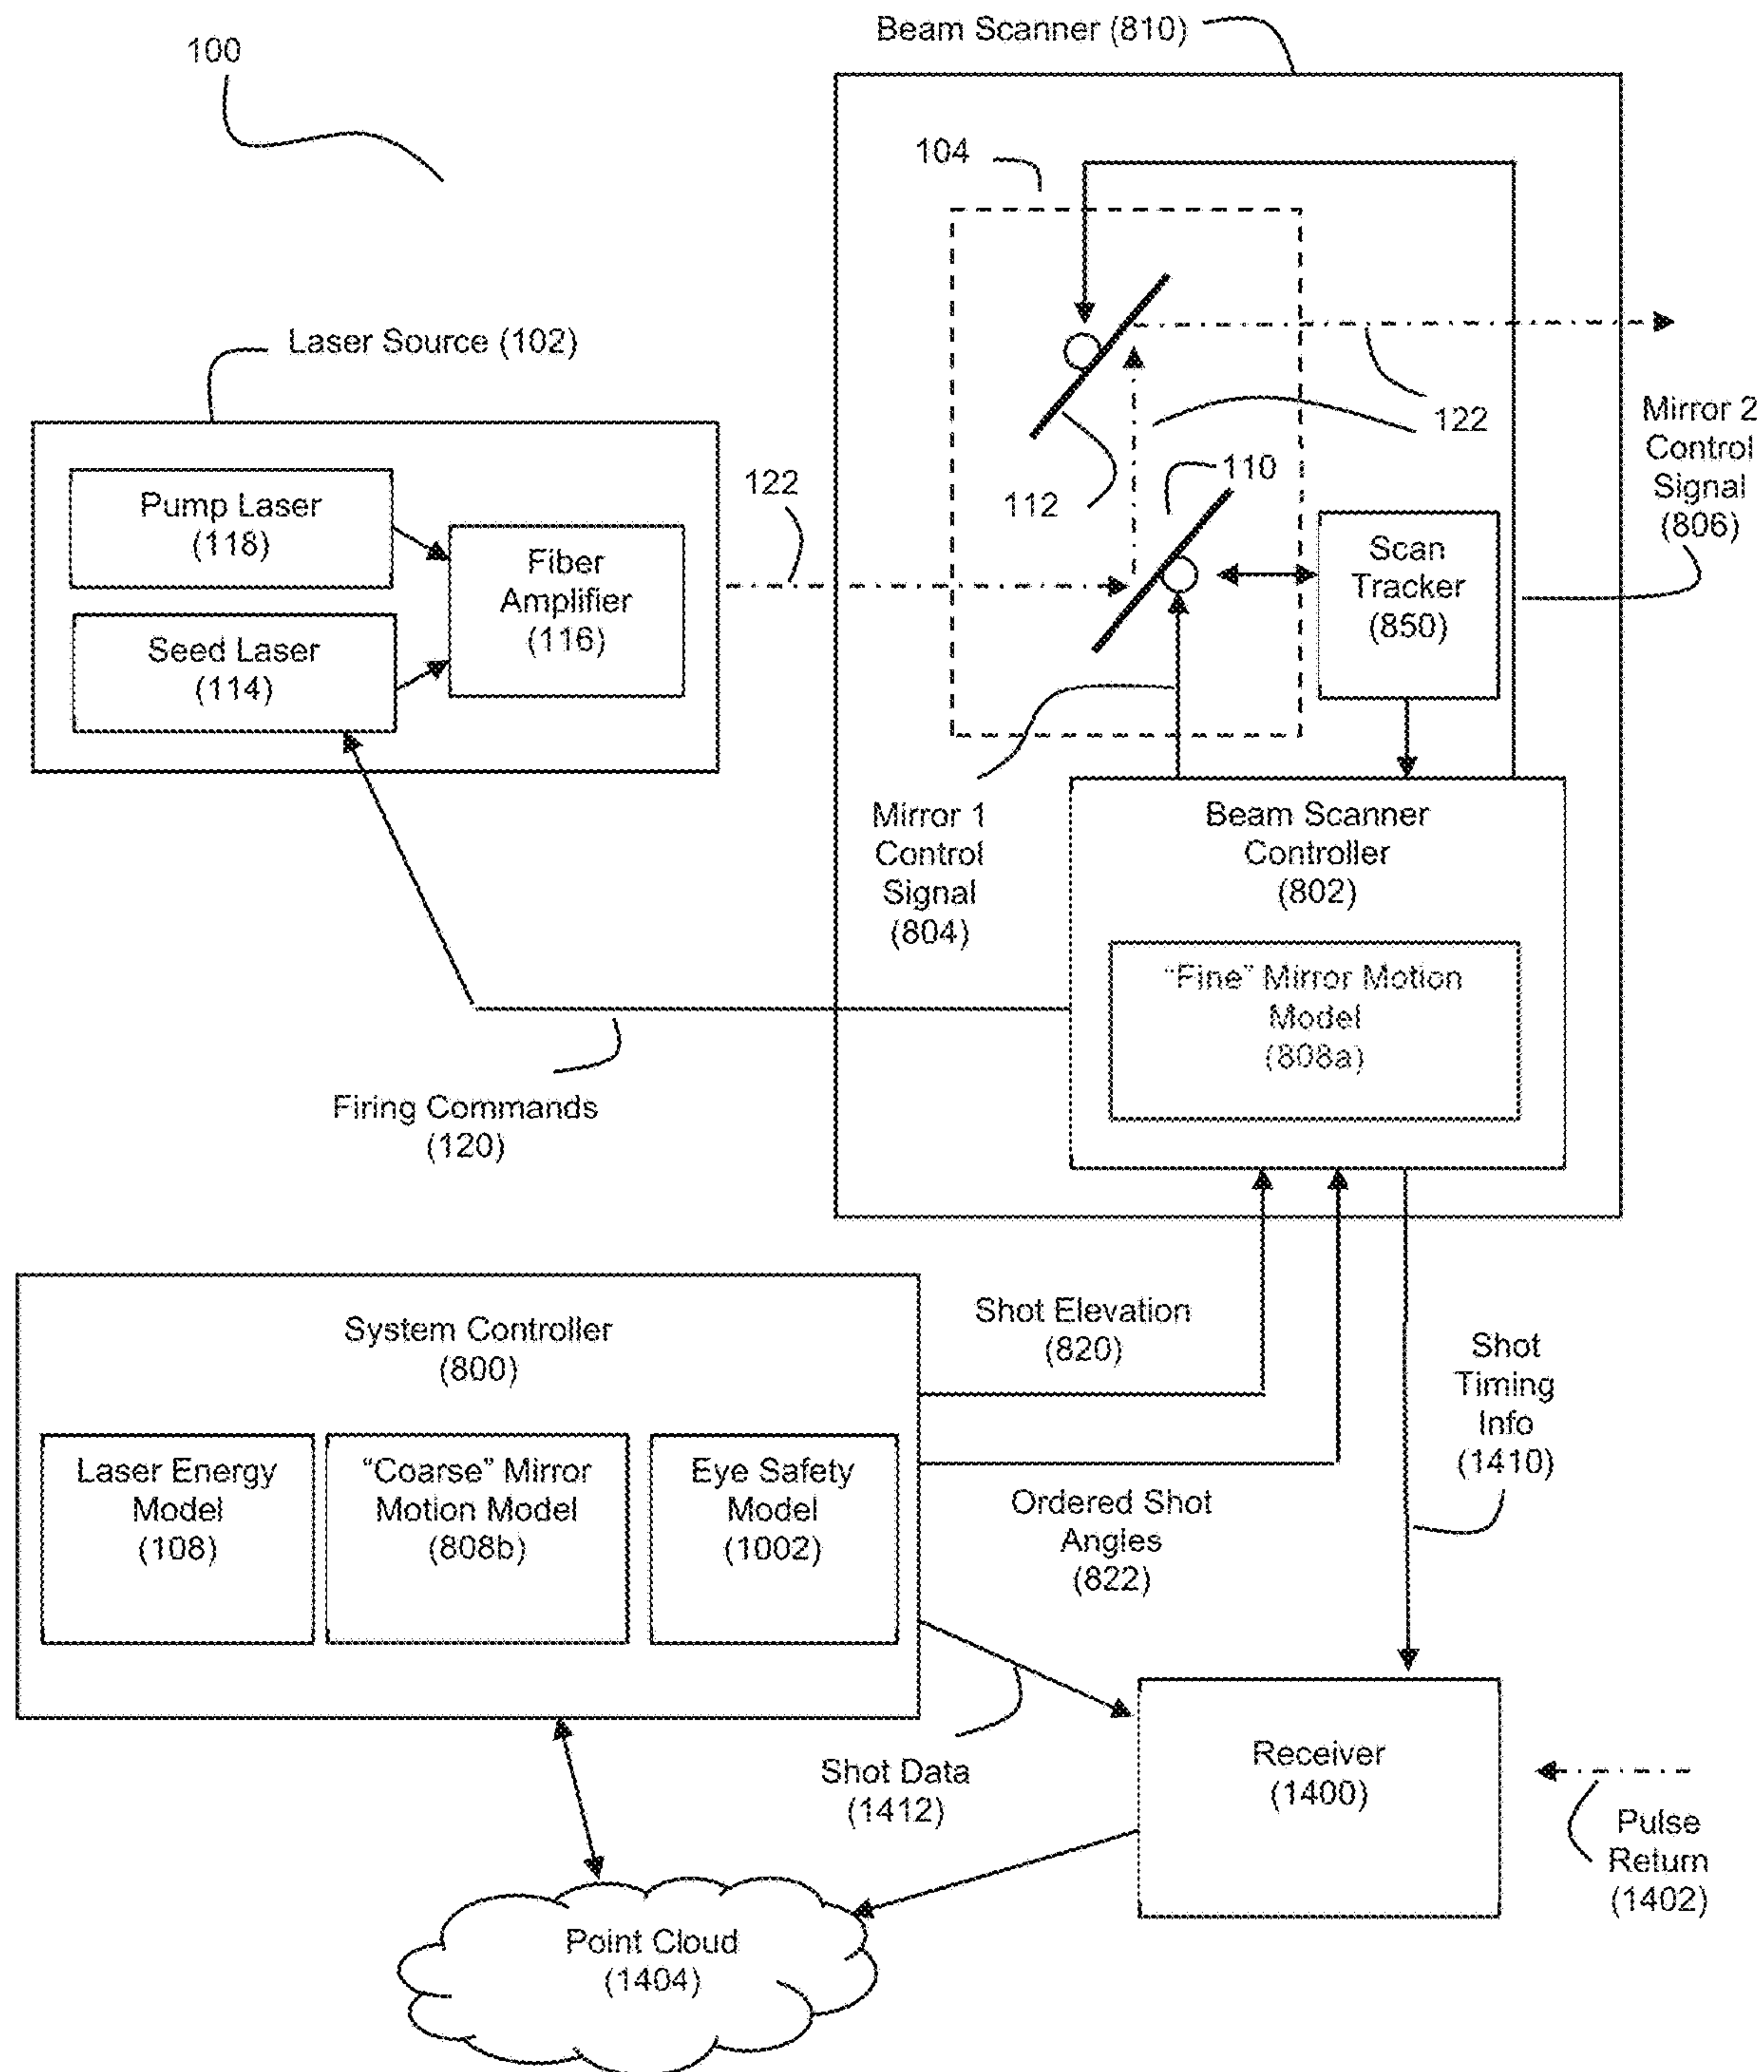 Beam Scanner (810)
100
104
Laser Source (102)
122
Mirror 2
Control
Signal
(806)
Pump Laser
(118)
Fiber
Amplifier
(116)
Seed Laser
(114)
122
112
110
Scan
Tracker
(850)
Mirror 1
Control
Signal
(804)
Beam Scanner
Controller
(802)
“Fine” Mirror Motion
Model
(808a)
Firing Commands
(120)
System Controller
(800)
Laser Energy
Model
(108)
“Coarse” Mirror
Motion Model
(808b)
Eye Safety
Model
(1002)
Shot Elevation
(820)
Ordered Shot
Angles
(822)
Shot
Timing
Info
(1410)
Shot Data
(1412)
Receiver
(1400)
Pulse
Return
(1402)
Point Cloud
(1404)